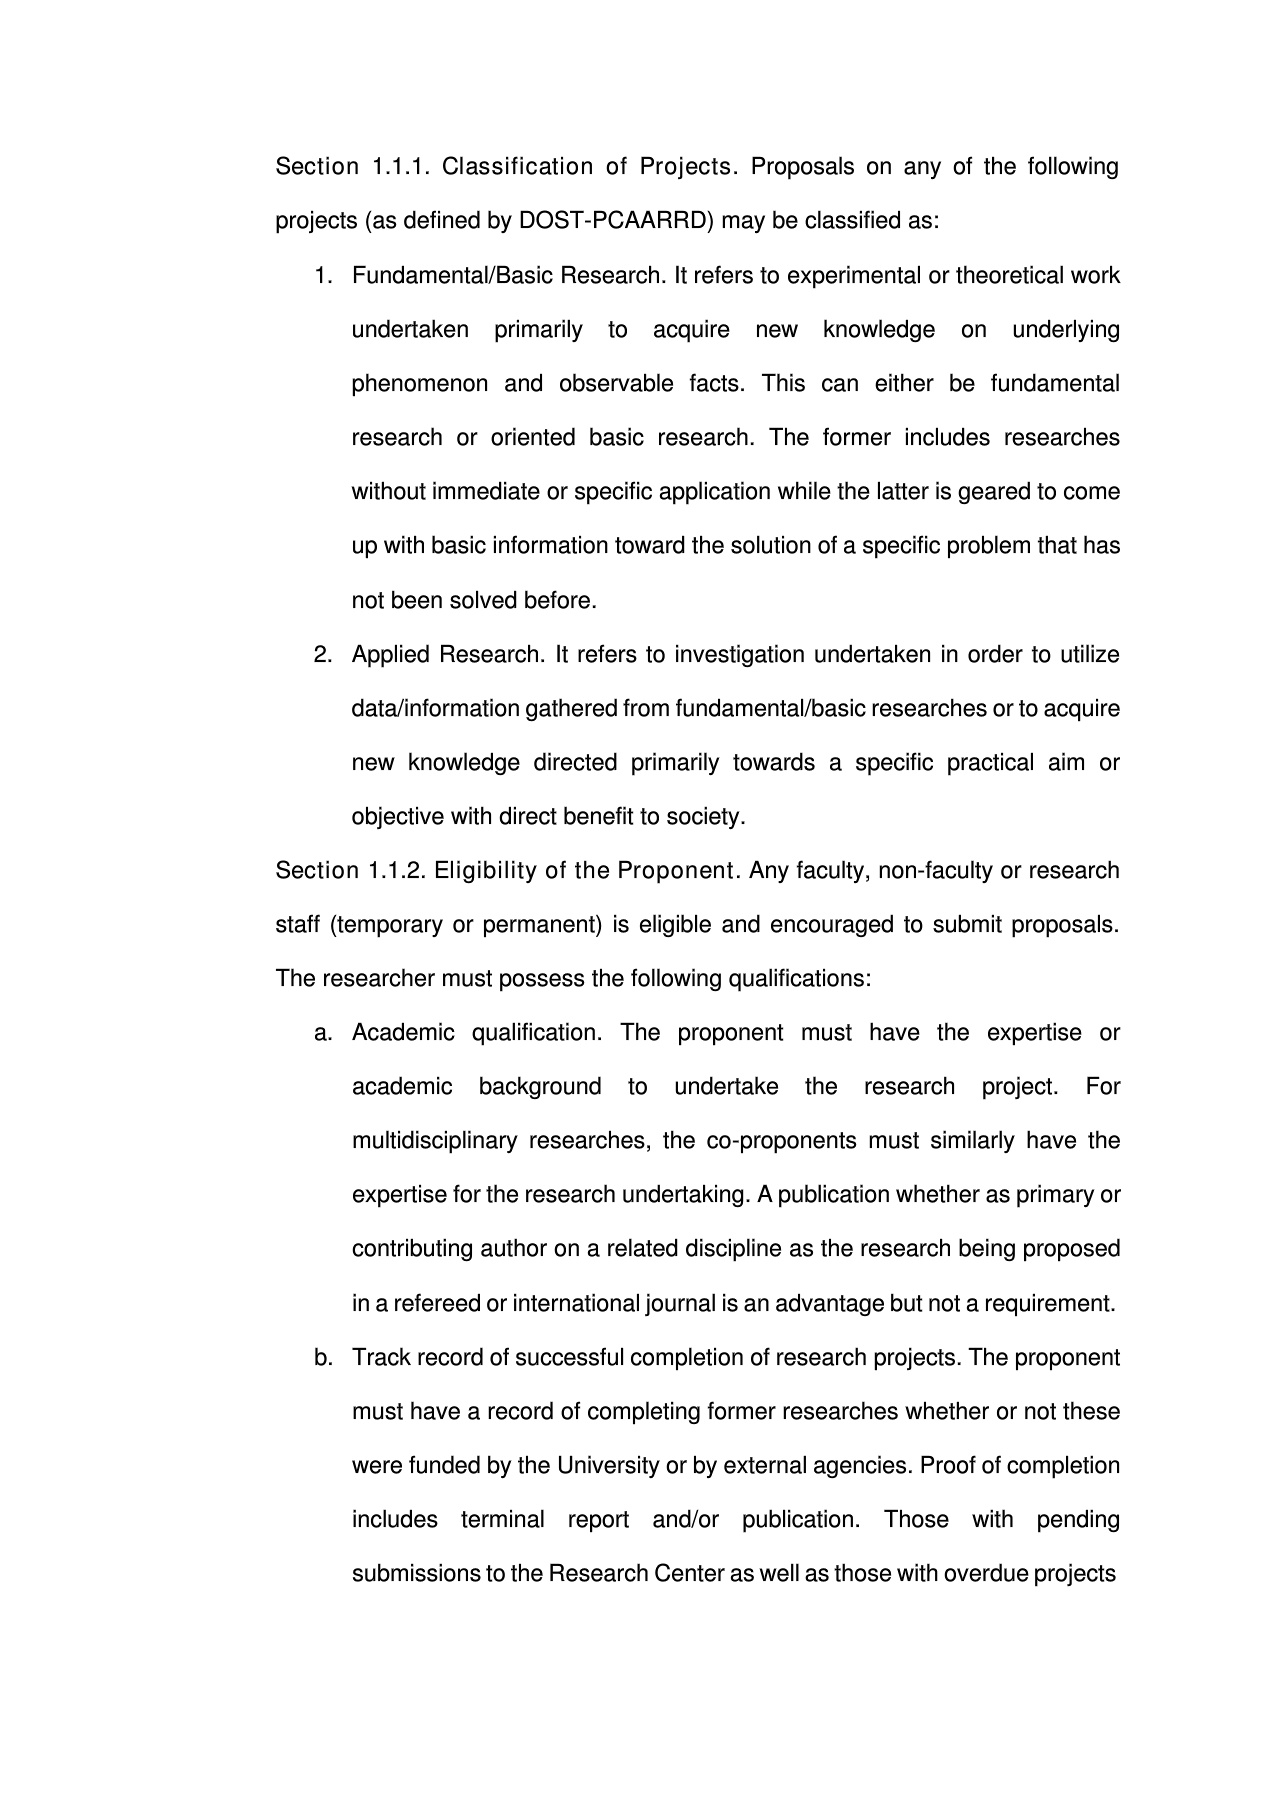 Section 1.1.1. Classification of Projects. Proposals on any of the following
projects (as defined by DOST-PCAARRD) may be classified as:
1. Fundamental/Basic Research. It refers to experimental or theoretical work
undertaken primarily to acquire new knowledge on underlying
phenomenon and observable facts. This can either be fundamental
research or oriented basic research. The former includes researches
without immediate or specific application while the latter is geared to come
up with basic information toward the solution of a specific problem that has
not been solved before.
2. Applied Research. It refers to investigation undertaken in order to utilize
data/information gathered from fundamental/basic researches or to acquire
new knowledge directed primarily towards a specific practical aim or
objective with direct benefit to society.
Section 1.1.2. Eligibility of the Proponent. Any faculty, non-faculty or research
staff (temporary or permanent) is eligible and encouraged to submit proposals.
The researcher must possess the following qualifications:
a. Academic qualification. The proponent must have the expertise or
academic background to undertake the research project. For
multidisciplinary researches, the co-proponents must similarly have the
expertise for the research undertaking. A publication whether as primary or
contributing author on a related discipline as the research being proposed
in a refereed or international journal is an advantage but not a requirement.
b. Track record of successful completion of research projects. The proponent
must have a record of completing former researches whether or not these
were funded by the University or by external agencies. Proof of completion
includes terminal report and/or publication. Those with pending
submissions to the Research Center as well as those with overdue projects